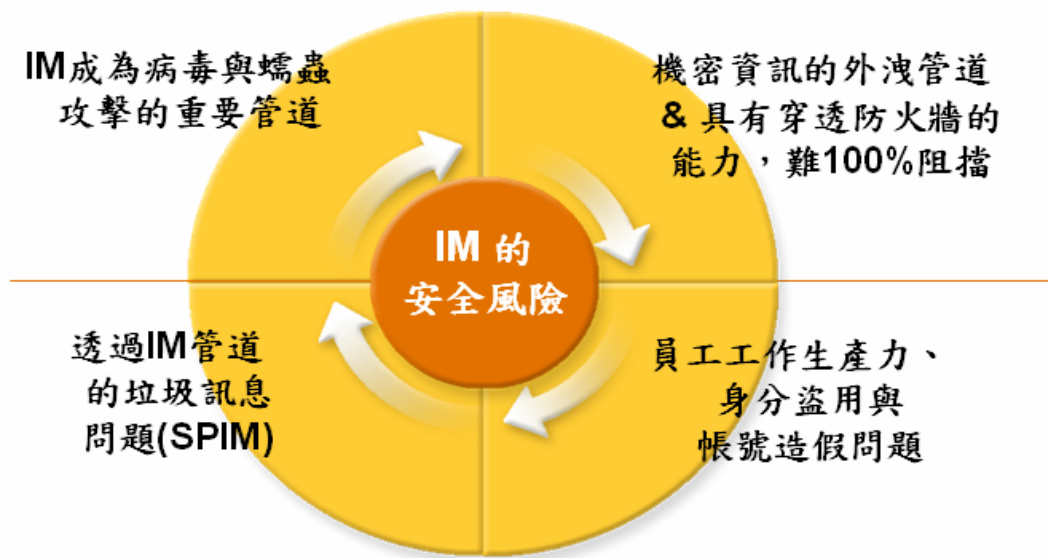 IM成為病毒與蠕蟲
攻擊的重要管道
機密資訊的外洩管道
& 具有穿透防火牆的
能力，難100%阻擋
IM 的
安全風險
透過IM管道
的垃圾訊息
問題(SPIM)
員工工作生產力、
身分盜用與
帳號造假問題